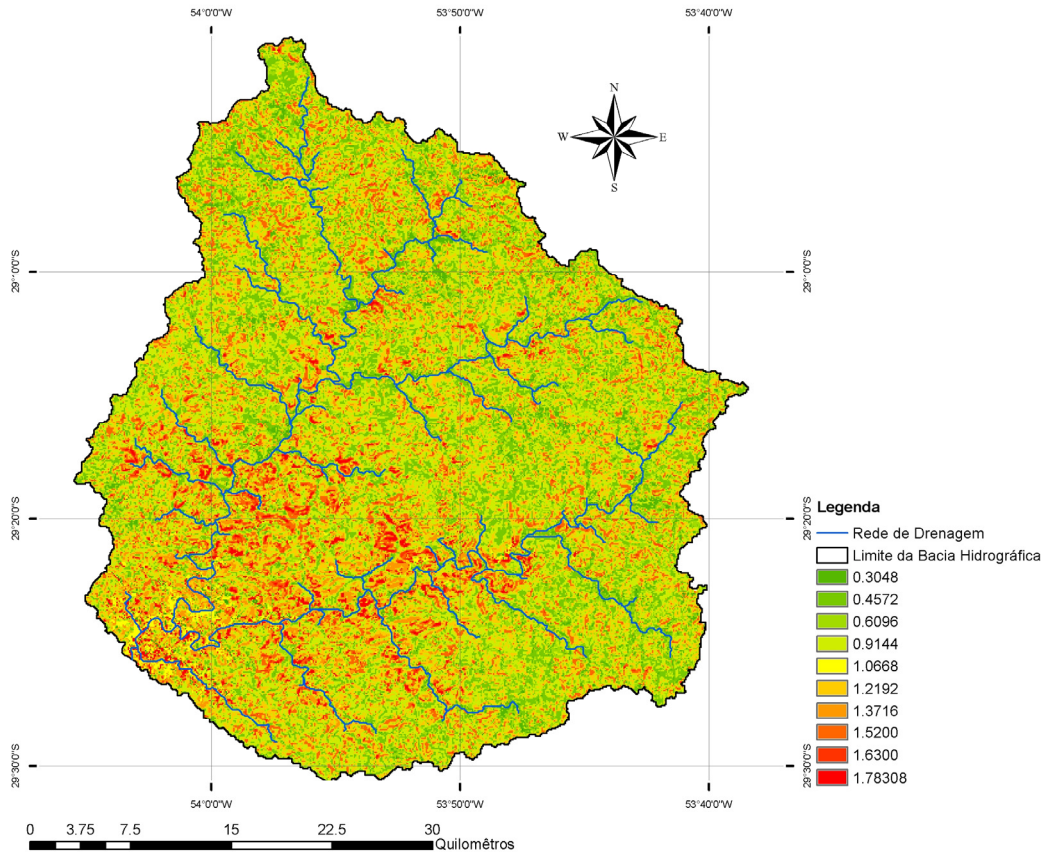 54°0'0"W
53°50'0"W
53°40'0"W
N
W
E
S
29°0'0"S
29°0'0"S
29°20'0"S
29°20'0"S
29°30'0"S
29°30'0"S
Legenda
Rede de Drenagem
Limite da Bacia Hidrográfica
0.3048
0.4572
0.6096
0.9144
1.0668
1.2192
1.3716
1.5200
1.6300
1.78308
54°0'0"W
53°50'0"W
53°40'0"W
0 3.75 7.5 15 22.5 30
Quilomêtros